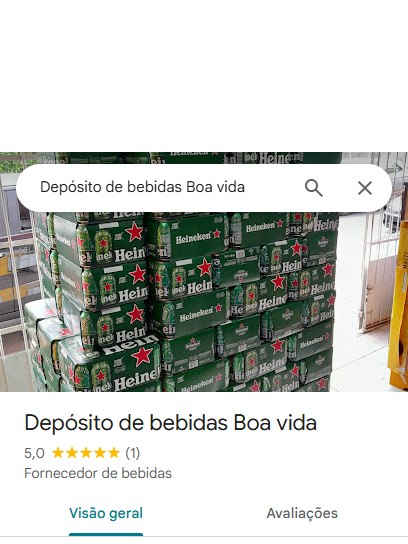 Depósito de bebidas Boa vida
Heineken
Heineken
Heineken
Heineken
Depósito de bebidas Boa vida
5,0 (1)
Fornecedor de bebidas
Visão geral Avaliações